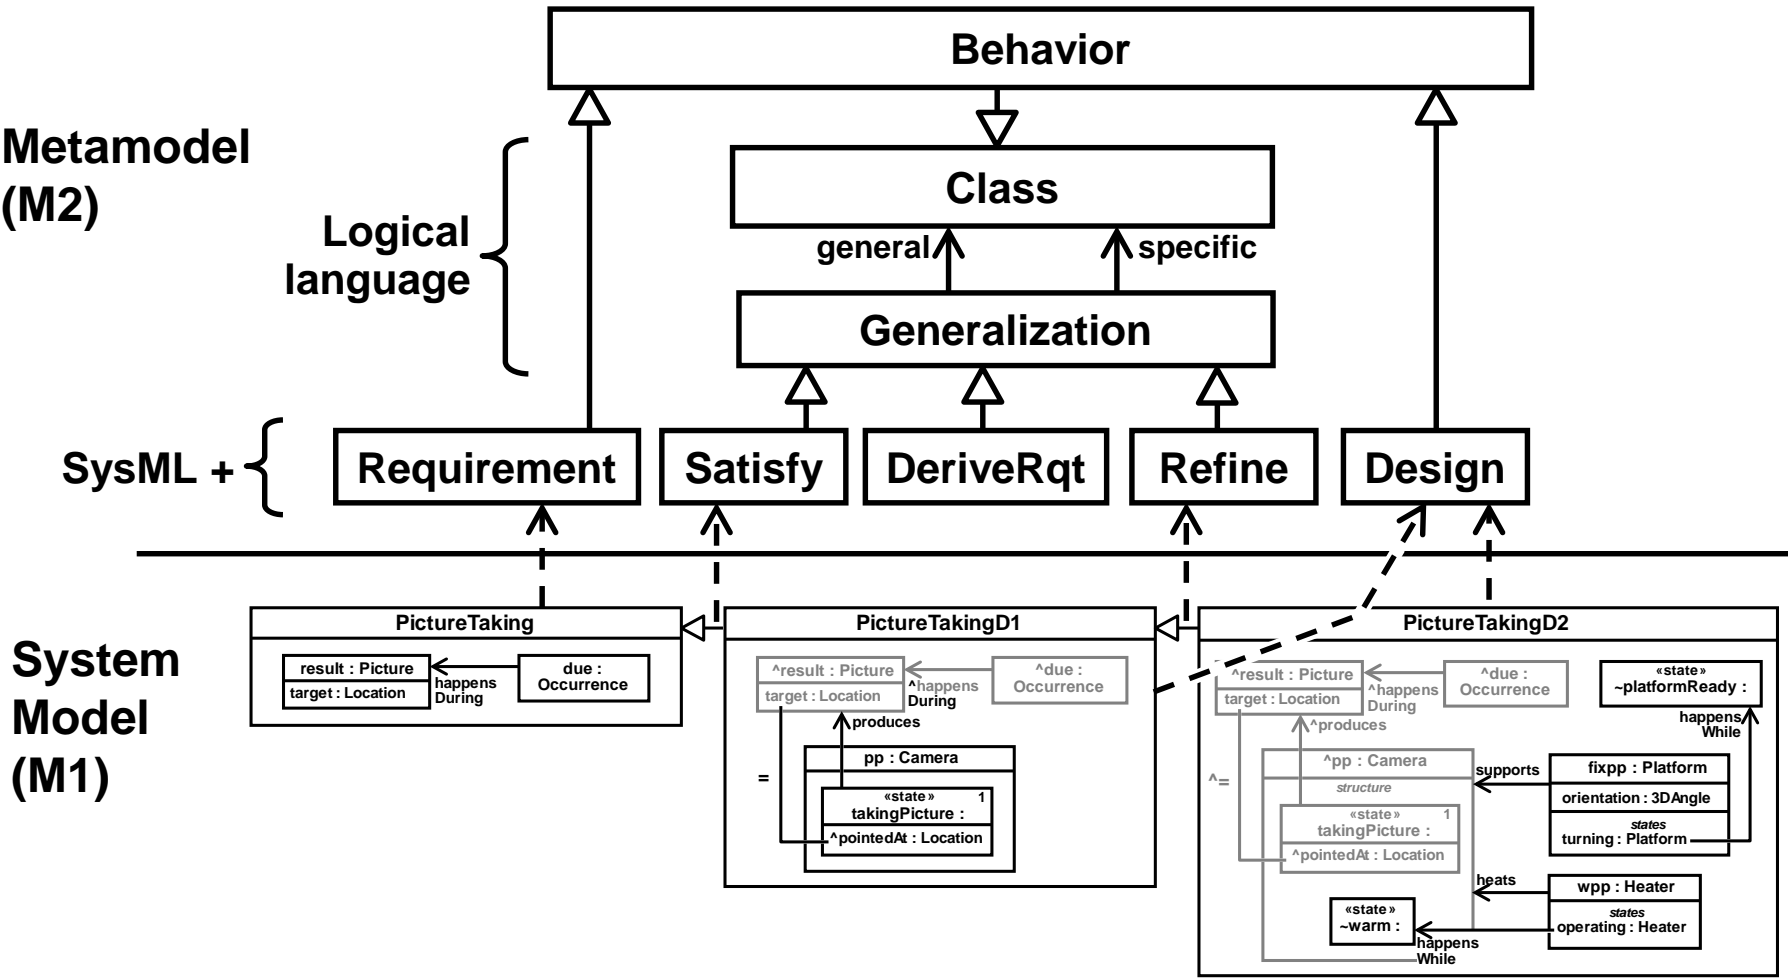 Behavior
Metamodel
(M2)
Class
Logical
language
general
specific
Generalization
SysML +
Requirement
Satisfy
DeriveRqt
Refine
Design
System
Model
(M1)
PictureTaking
result : Picture
target : Location
happens
During
due :
Occurrence
PictureTakingD1
^result : Picture
target : Location
^happens
During
^due :
Occurrence
produces
=
pp : Camera
«state» 1
takingPicture :
^pointedAt : Location
PictureTakingD2
^result : Picture
target : Location
^happens
During
^due :
Occurrence
^produces
^=
^pp : Camera
structure
«state» 1
takingPicture :
^pointedAt : Location
«state»
~platformReady :
happens
While
supports
fixpp : Platform
orientation : 3DAngle
states
turning : Platform
heats
wpp : Heater
states
operating : Heater
«state»
~warm :
happens
While